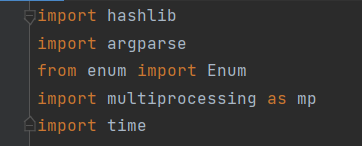 import hashlib
import argparse
from enum import Enum
import multiprocessing as mp
import time